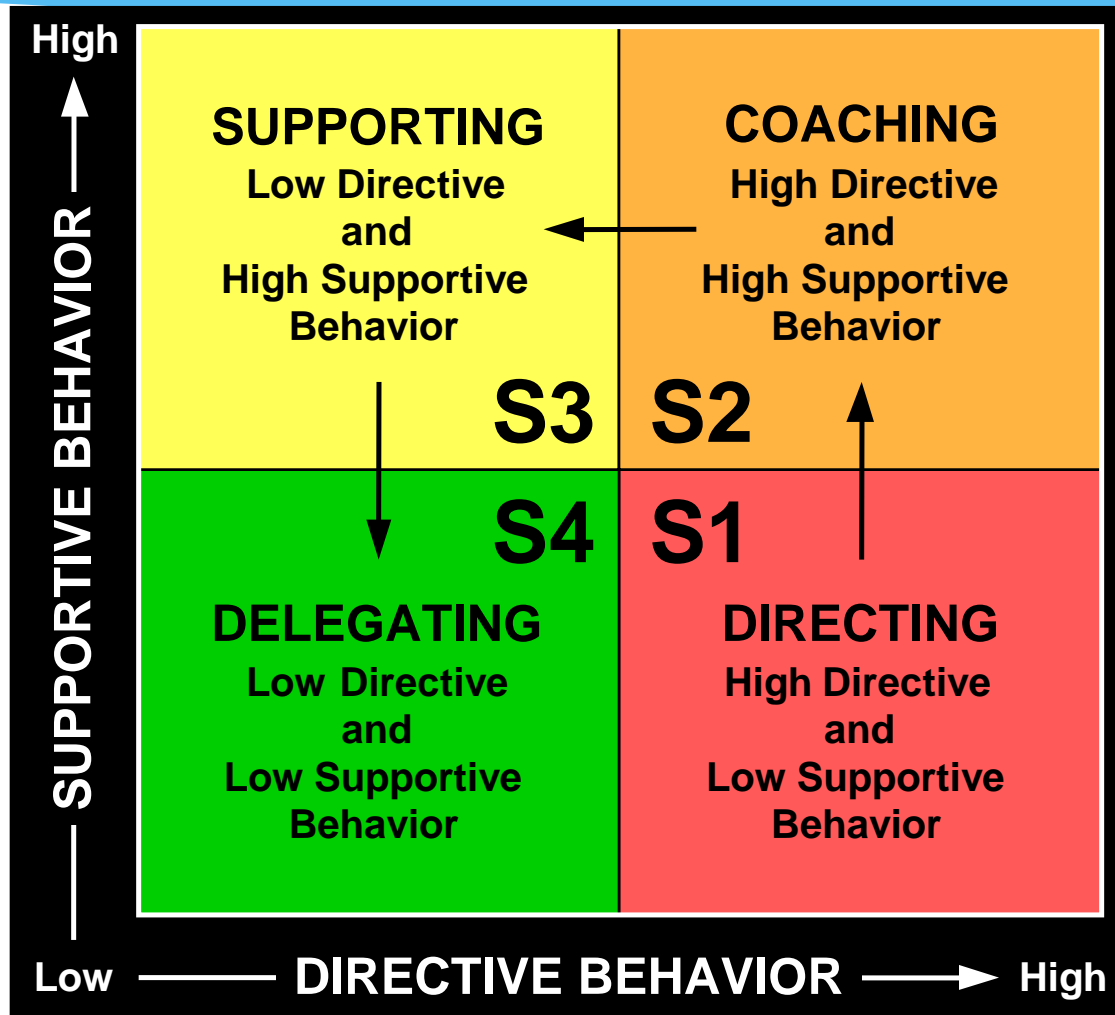 High
SUPPORTING
Low Directive
and
High Supportive
Behavior
S3
COACHING
High Directive
and
High Supportive
Behavior
S2
SUPPORTIVE BEHAVIOR
S4
DELEGATING
Low Directive
and
Low Supportive
Behavior
S1
DIRECTING
High Directive
and
Low Supportive
Behavior
Low
DIRECTIVE BEHAVIOR
High